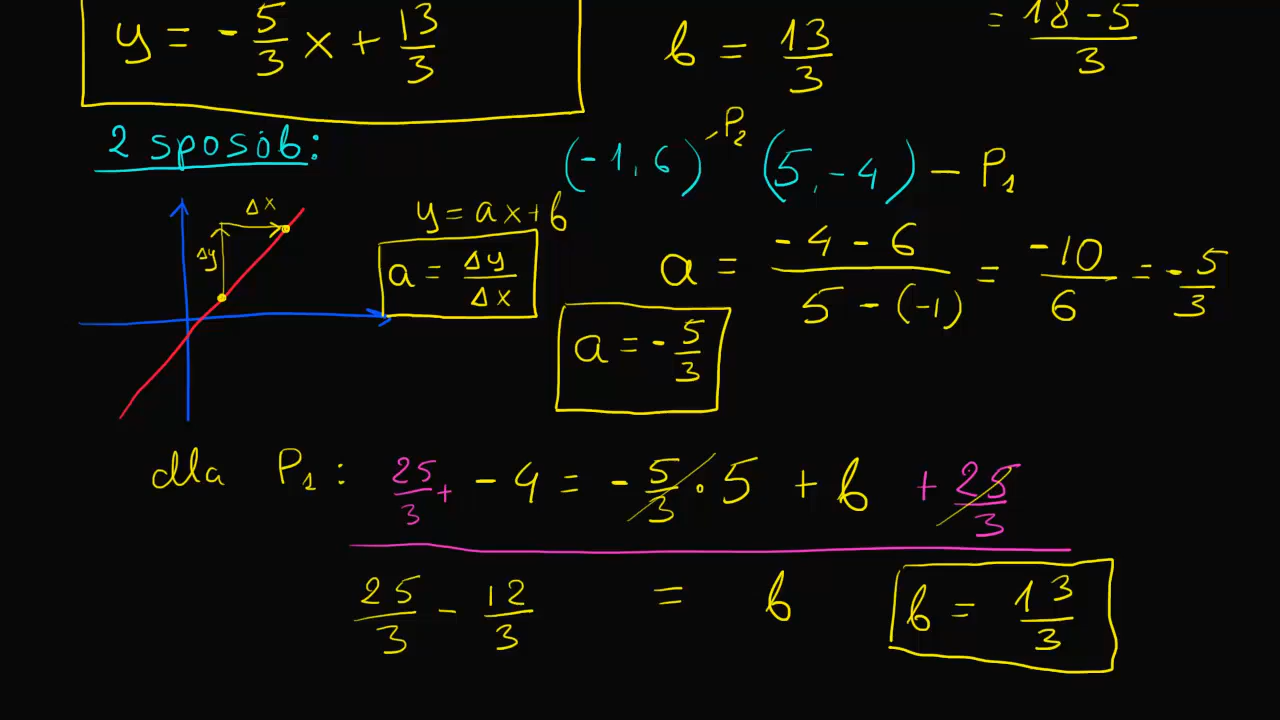 y = -5/3 x + 13/3
b = 13/3
= (18 - 5)/3
2 sposób:
(-1, 6) - P₂ (5, -4) - P₁
Δx
Δy
y = ax + b
a = Δy/Δx
a = (-4 - 6)/(5 - (-1)) = -10/6 = -5/3
a = -5/3
dla P₁: 25/3 + -4 = -5/3 · 5 + b + 25/3
25/3 - 12/3 = b
b = 13/3